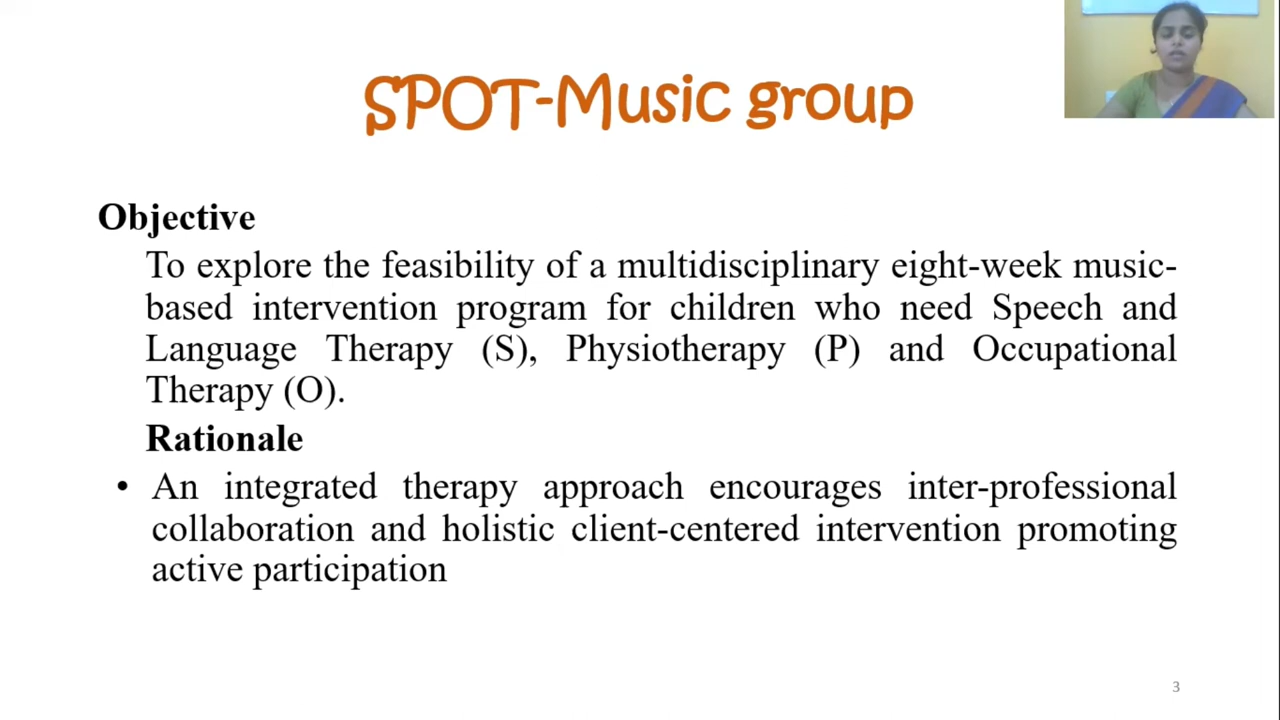 SPOT-Music group
Objective
To explore the feasibility of a multidisciplinary eight-week music-
based intervention program for children who need Speech and
Language Therapy (S), Physiotherapy (P) and Occupational
Therapy (O).
Rationale
• An integrated therapy approach encourages inter-professional
collaboration and holistic client-centered intervention promoting
active participation
3